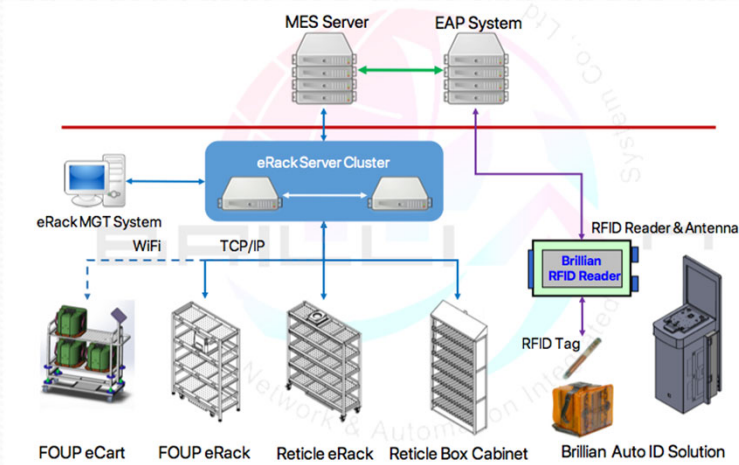 MES Server
EAP System
eRack Server Cluster
eRack MGT System
WiFi
TCP/IP
RFID Reader & Antenna
Brillian
RFID Reader
RFID Tag
FOUP eCart
FOUP eRack
Reticle eRack
Reticle Box Cabinet
Brillian Auto ID Solution